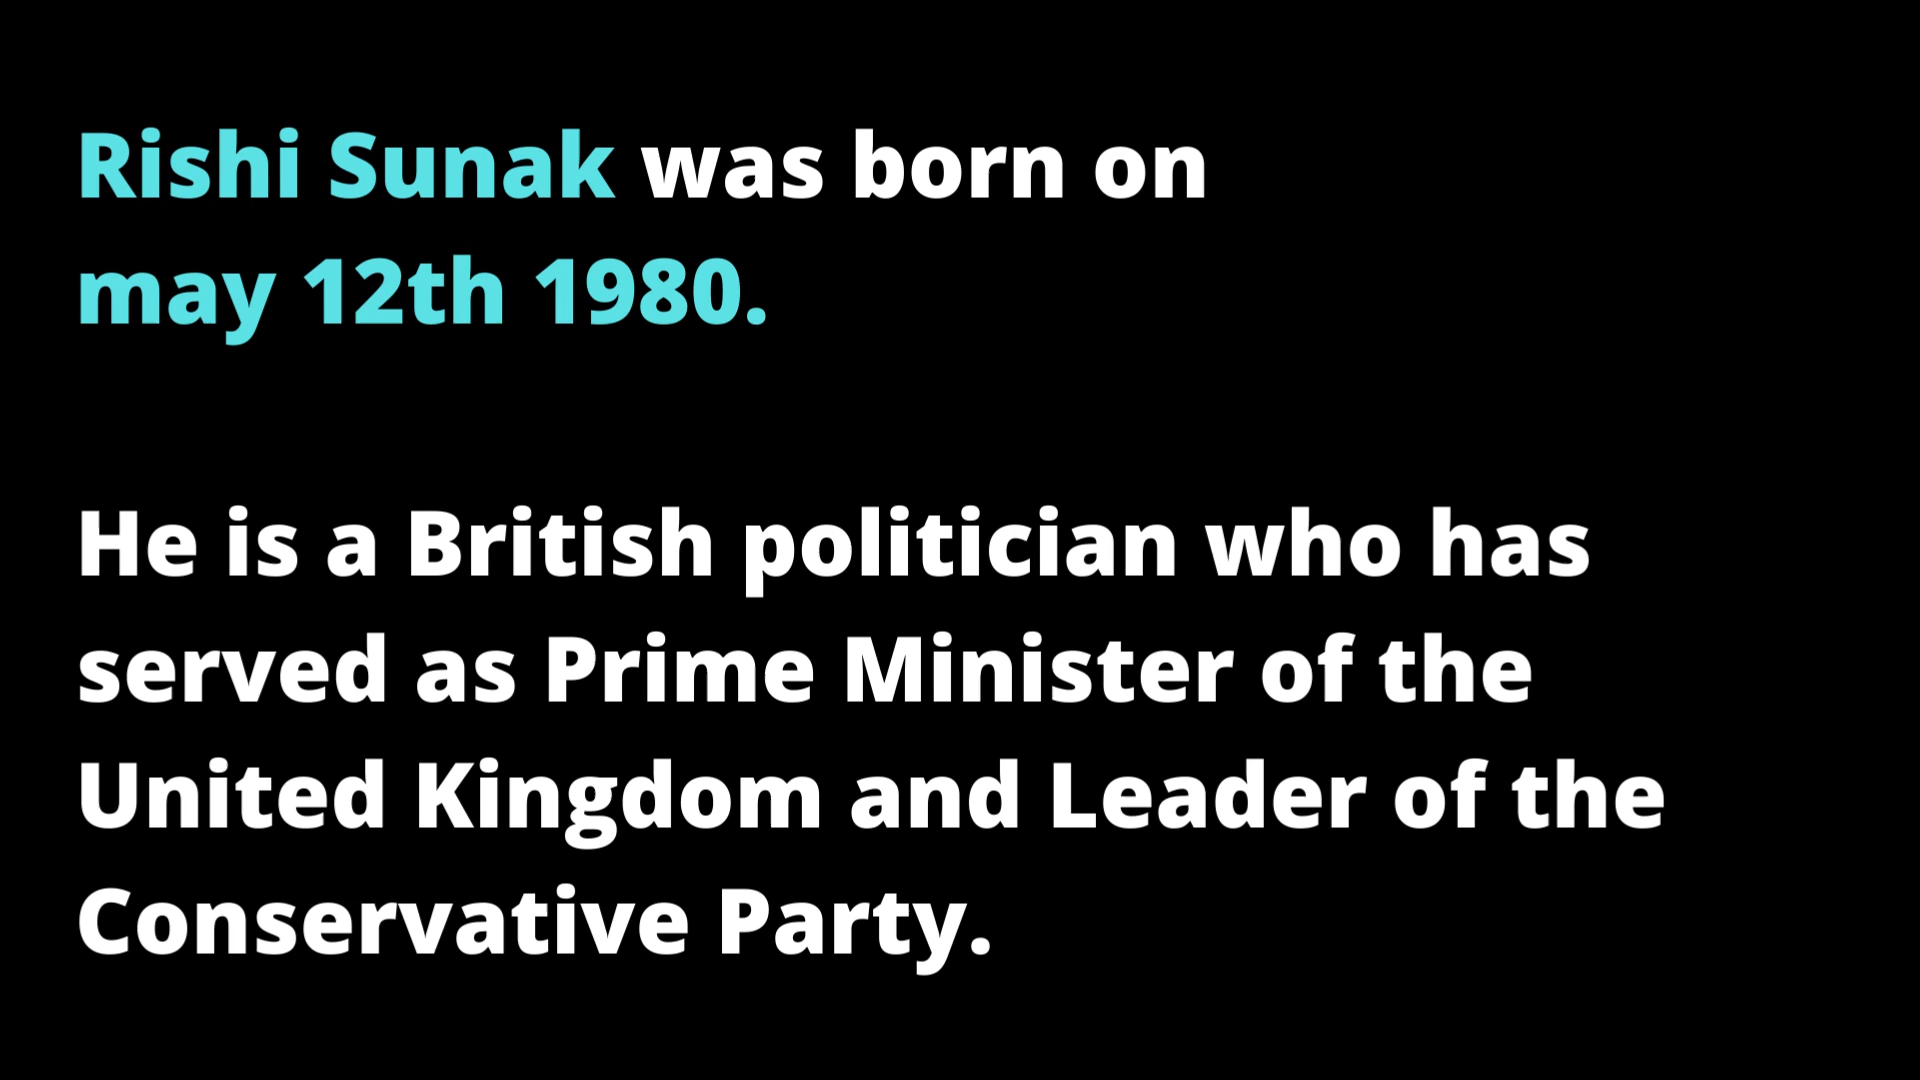 Rishi Sunak was born on
may 12th 1980.
He is a British politician who has
served as Prime Minister of the
United Kingdom and Leader of the
Conservative Party.